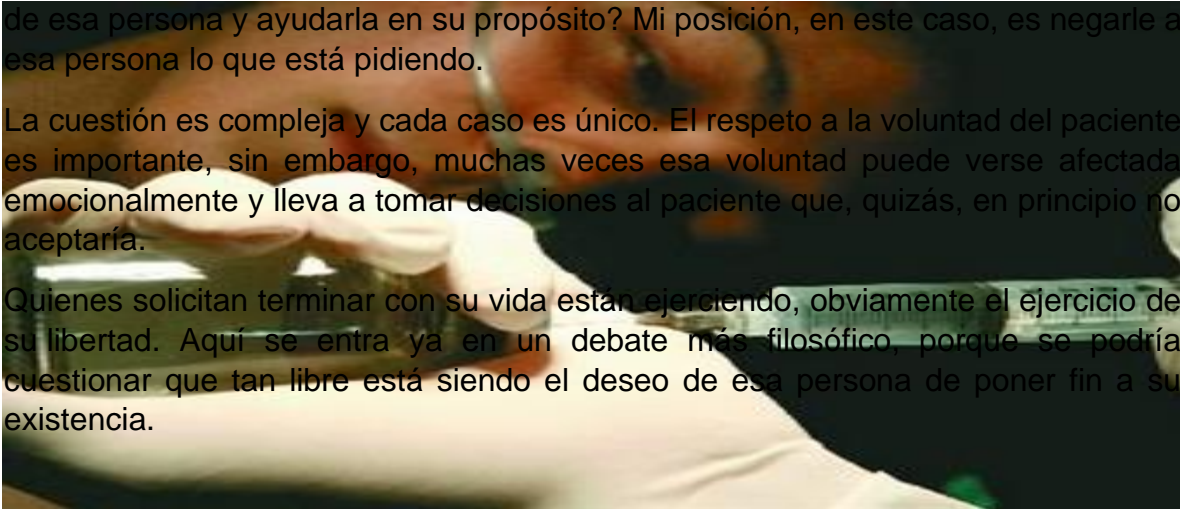 de esa persona y ayudarla en su propósito? Mi posición, en este caso, es negarle a
esa persona lo que está pidiendo.
La cuestión es compleja y cada caso es único. El respeto a la voluntad del paciente
es importante, sin embargo, muchas veces esa voluntad puede verse afectada
emocionalmente y lleva a tomar decisiones al paciente que, quizás, en principio no
aceptaría.
Quienes solicitan terminar con su vida están ejerciendo, obviamente el ejercicio de
su libertad. Aquí se entra ya en un debate más filosófico, porque se podría
cuestionar que tan libre está siendo el deseo de esa persona de poner fin a su
existencia.